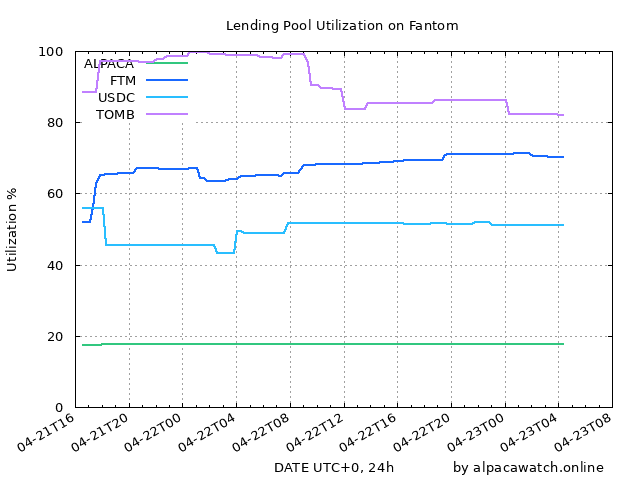 Lending Pool Utilization on Fantom
Utilization %
100
80
60
40
20
0
ALPACA
FTM
USDC
TOMB
04-21T16
04-21T20
04-22T00
04-22T04
04-22T08
04-22T12
04-22T16
04-22T20
04-23T00
04-23T04
04-23T08
DATE UTC+0, 24h
by alpacawatch.online